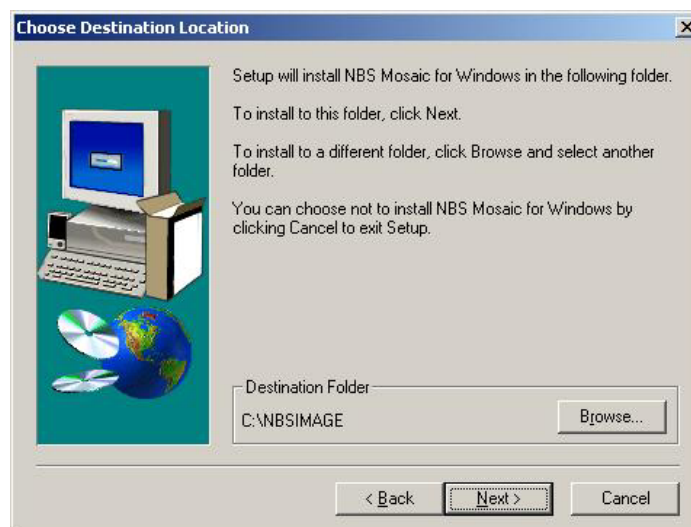 Choose Destination Location
Setup will install NBS Mosaic for Windows in the following folder.
To install to this folder, click Next.
To install to a different folder, click Browse and select another
folder.
You can choose not to install NBS Mosaic for Windows by
clicking Cancel to exit Setup.
Destination Folder
C:\NBSIMAGE
Browse...
< Back
Next >
Cancel